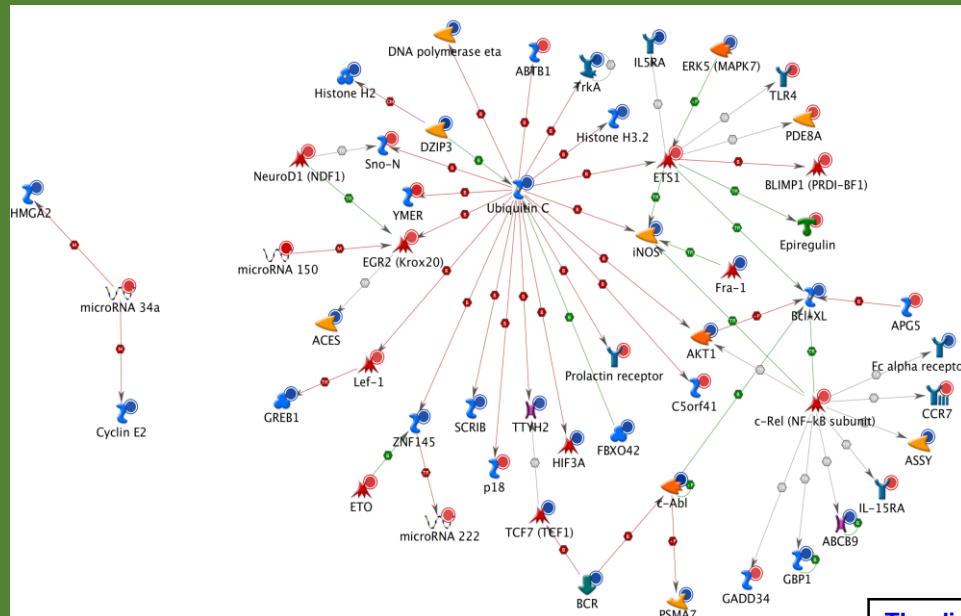 DNA polymerase eta
ABTB1
TrkA
IL5RA
ERK5 (MAPK7)
TLR4
Histone H2
DZIP3
Histone H3.2
PDE8A
NeuroD1 (NDF1)
Sno-N
ETS1
BLIMP1 (PRDI-BF1)
HMGA2
YMER
Ubiquitin C
Epiregulin
microRNA 150
EGR2 (Krox20)
iNOS
Fra-1
microRNA 34a
ACES
Bcl-XL
APG5
Lef-1
Prolactin receptor
AKT1
Fc alpha receptor
GREB1
C5orf41
c-Rel (NF-kB subunit)
CCR7
Cyclin E2
ZNF145
SCRIB
TTYH2
HIF3A
FBXO42
ASSY
ETO
p18
c-Abl
IL-15RA
microRNA 222
TCF7 (TCF1)
ABCB9
GBP1
GADD34
BCR
PSMA7